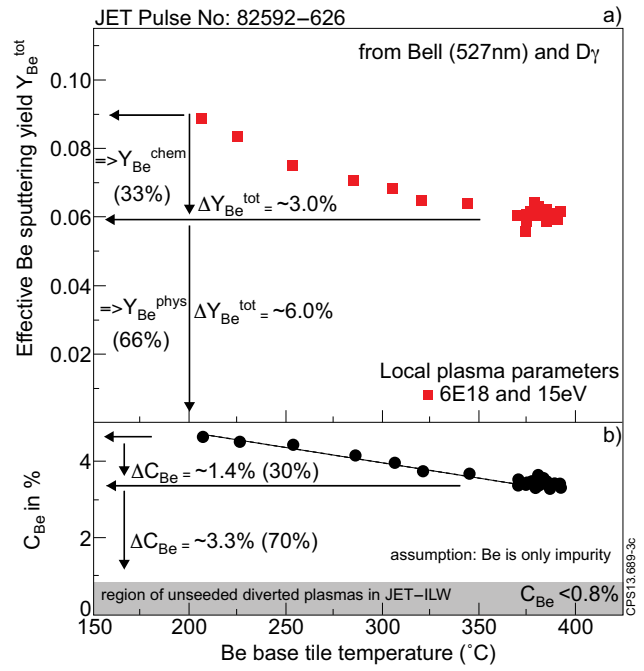 JET Pulse No: 82592–626
a)
from Bell (527nm) and Dγ
Effective Be sputtering yield Y_Be^tot
0.10
0.08
0.06
0.04
0.02
=>Y_Be^chem
(33%)
ΔY_Be^tot = ~3.0%
=>Y_Be^phys
(66%)
ΔY_Be^tot = ~6.0%
Local plasma parameters
6E18 and 15eV
b)
C_Be in %
4
2
0
ΔC_Be = ~1.4% (30%)
ΔC_Be = ~3.3% (70%)
assumption: Be is only impurity
region of unseeded diverted plasmas in JET–ILW
C_Be <0.8%
150
200
250
300
350
400
Be base tile temperature (˚C)
CPS13.689-3c